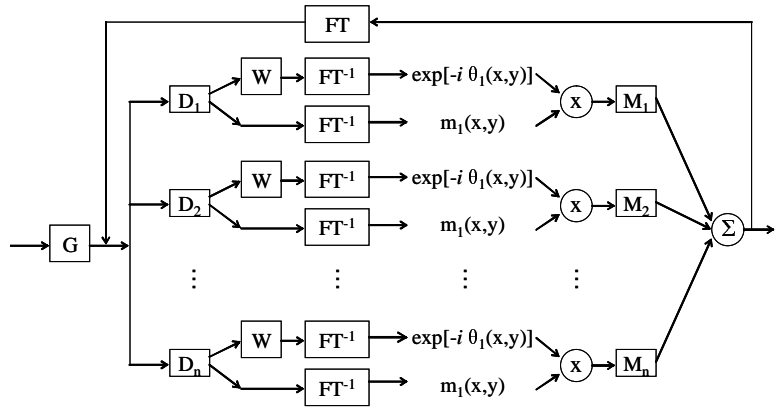 FT
W FT⁻¹ exp[-i θ₁(x,y)]
D₁ x M₁
FT⁻¹ m₁(x,y)
W FT⁻¹ exp[-i θ₁(x,y)]
D₂ x M₂
FT⁻¹ m₁(x,y)
G Σ
⋮ ⋮ ⋮ ⋮
W FT⁻¹ exp[-i θ₁(x,y)]
Dₙ x Mₙ
FT⁻¹ m₁(x,y)